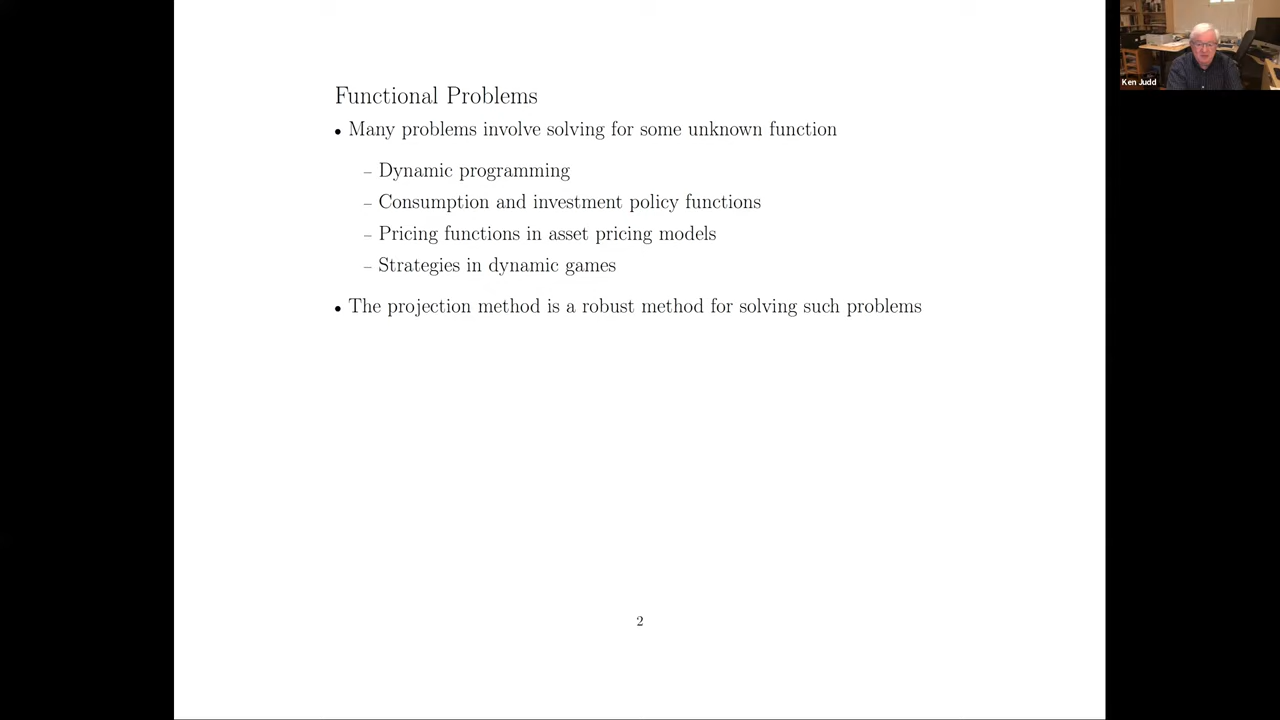 Functional Problems
• Many problems involve solving for some unknown function
– Dynamic programming
– Consumption and investment policy functions
– Pricing functions in asset pricing models
– Strategies in dynamic games
• The projection method is a robust method for solving such problems
2
Ken Judd